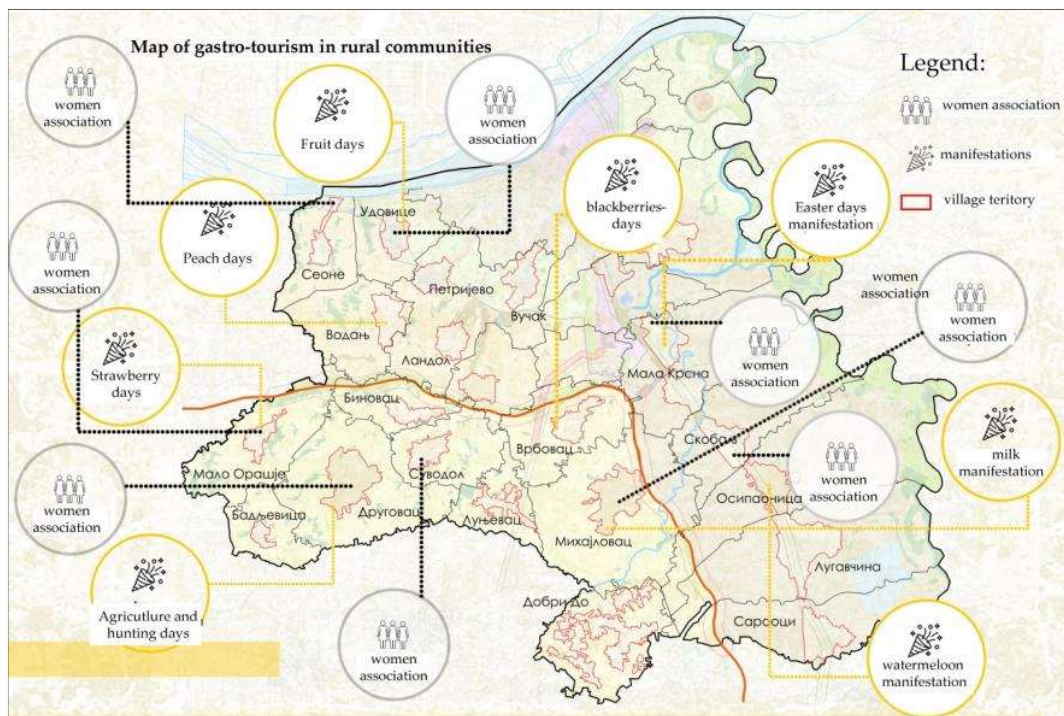 Map of gastro-tourism in rural communities
Legend:
women association
manifestations
village teritory
women
association
Fruit days
women
association
blackberries-
days
Easter days
manifestation
women
association
Peach days
women
association
women
association
Strawberry
days
women
association
milk
manifestation
women
association
women
association
Agricutlure and
hunting days
women
association
watermeloon
manifestation
Удовице
Сеоне
Петријево
Вучак
Водањ
Ландол
Мала Крсна
Биновац
Врбовац
Скобаљ
Мало Орашје
Суводол
Осипаоница
Бадљевица
Друговац
Луњевац
Михајловац
Лугавчина
Добри До
Сараоци